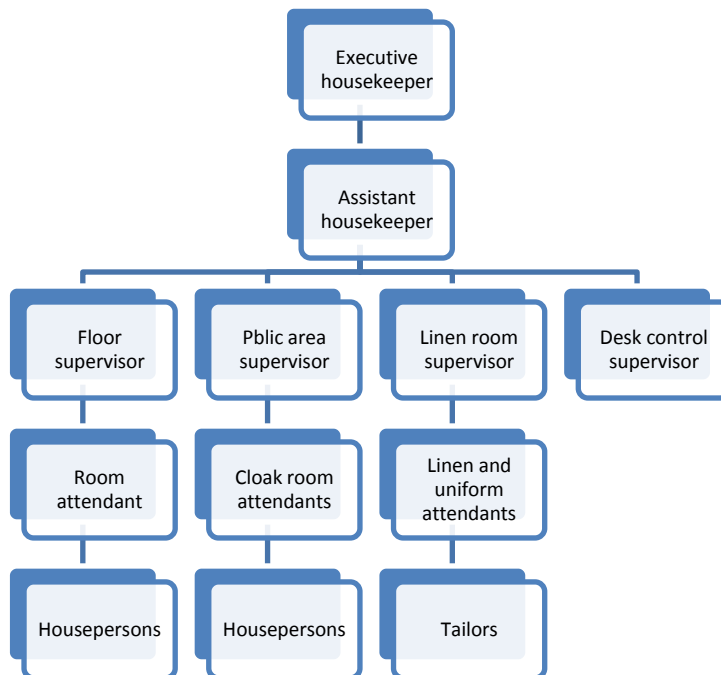 Executive
housekeeper
Assistant
housekeeper
Floor
supervisor
Pblic area
supervisor
Linen room
supervisor
Desk control
supervisor
Room
attendant
Cloak room
attendants
Linen and
uniform
attendants
Housepersons
Housepersons
Tailors